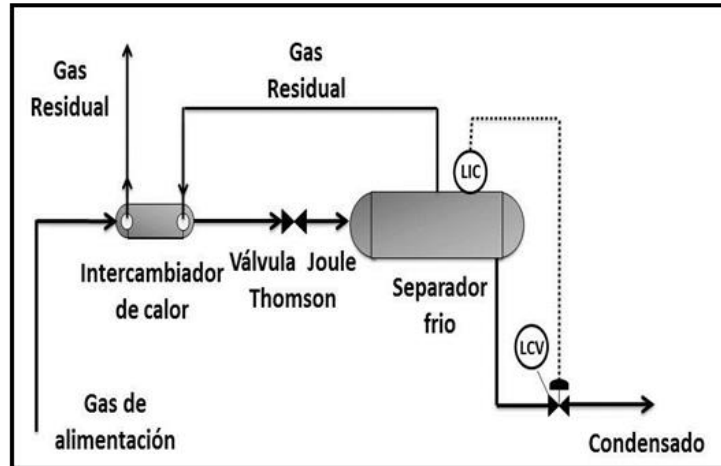 Gas
Residual
Gas
Residual
LIC
Intercambiador
de calor
Válvula Joule
Thomson
Separador
frio
LCV
Gas de
alimentación
Condensado